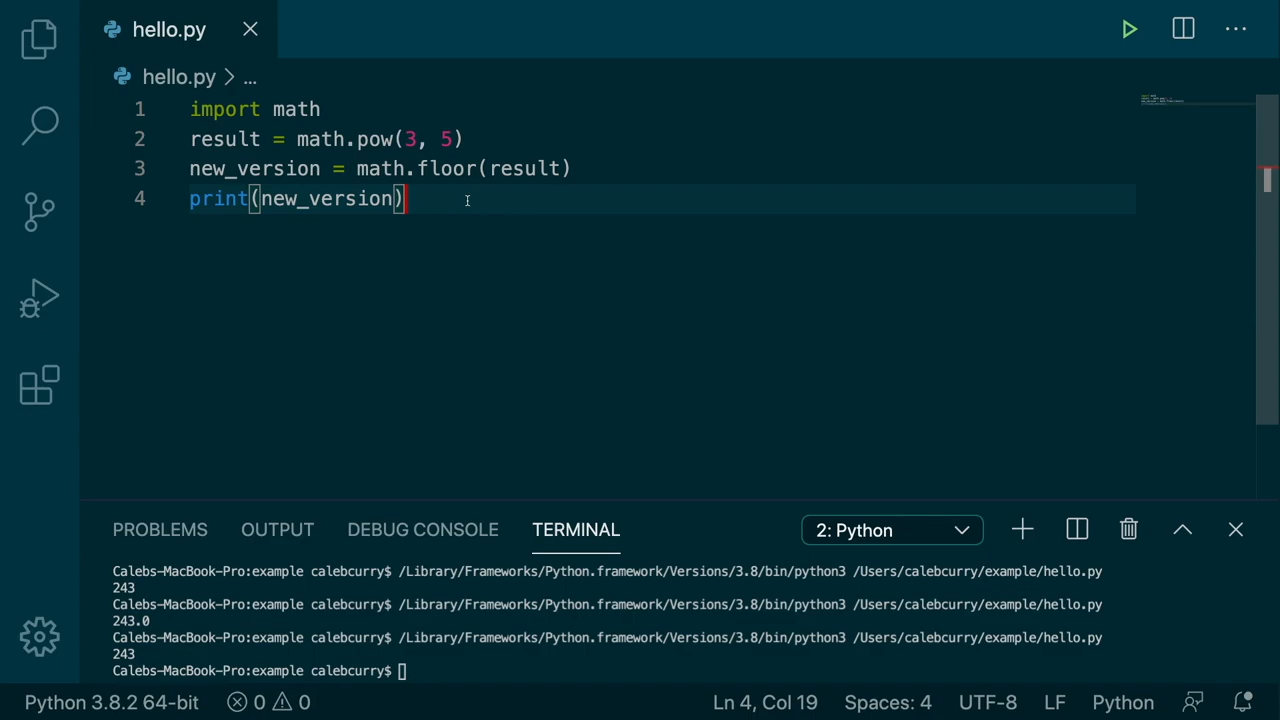 hello.py
hello.py > ...
1 import math
2 result = math.pow(3, 5)
3 new_version = math.floor(result)
4 print(new_version)
PROBLEMS OUTPUT DEBUG CONSOLE TERMINAL 2: Python
Calebs-MacBook-Pro:example calebcurry$ /Library/Frameworks/Python.framework/Versions/3.8/bin/python3 /Users/calebcurry/example/hello.py
243
Calebs-MacBook-Pro:example calebcurry$ /Library/Frameworks/Python.framework/Versions/3.8/bin/python3 /Users/calebcurry/example/hello.py
243.0
Calebs-MacBook-Pro:example calebcurry$ /Library/Frameworks/Python.framework/Versions/3.8/bin/python3 /Users/calebcurry/example/hello.py
243
Calebs-MacBook-Pro:example calebcurry$
Python 3.8.2 64-bit 0 0 Ln 4, Col 19 Spaces: 4 UTF-8 LF Python